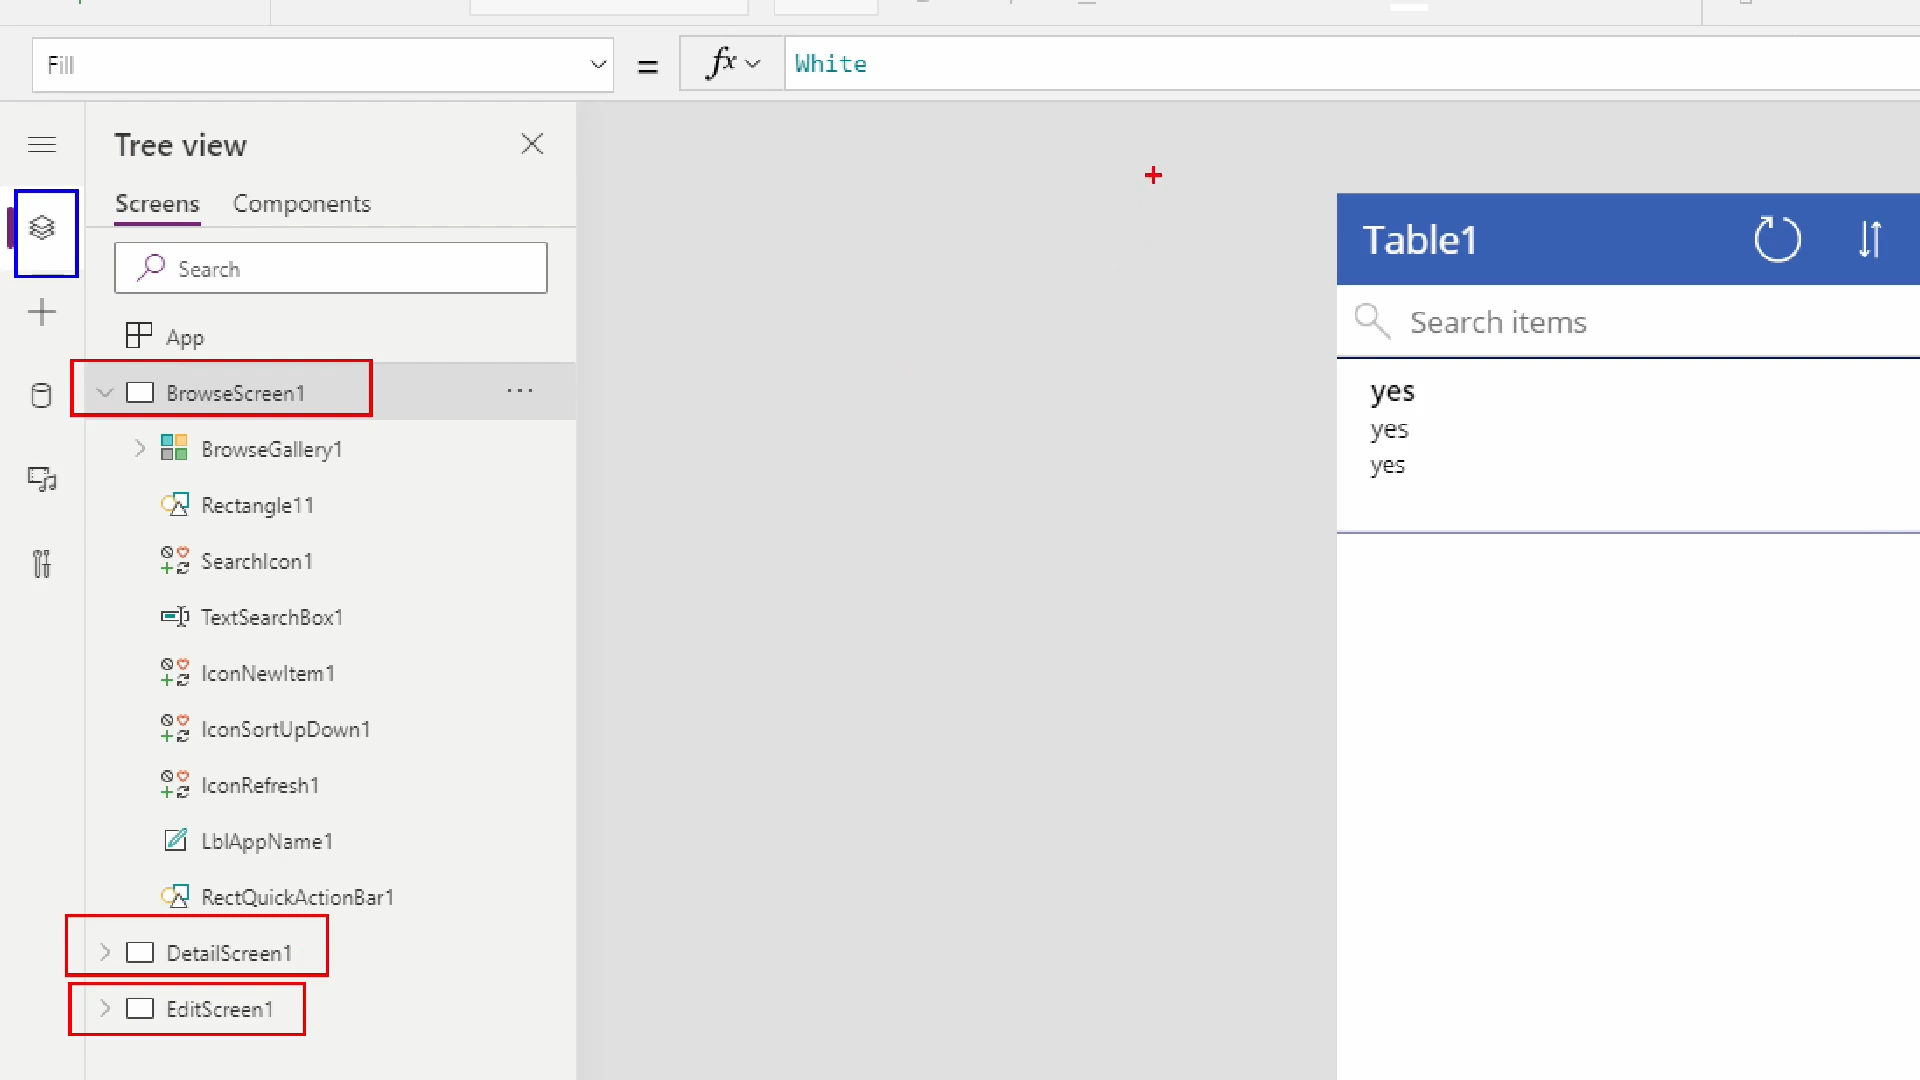 Fill
= fx White
Tree view
Screens Components
Search
App
BrowseScreen1 ...
BrowseGallery1
Rectangle11
SearchIcon1
TextSearchBox1
IconNewItem1
IconSortUpDown1
IconRefresh1
LblAppName1
RectQuickActionBar1
DetailScreen1
EditScreen1
Table1
Search items
yes
yes
yes